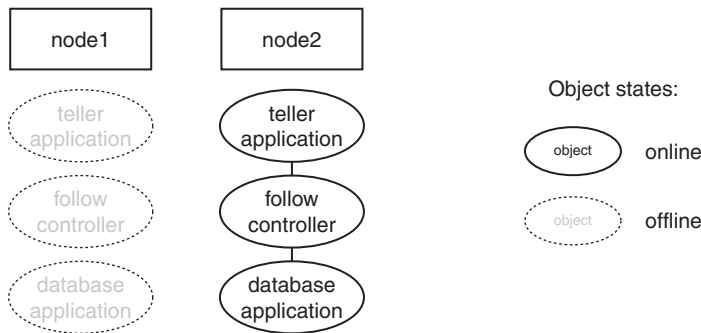 node1
node2
teller
application
teller
application
follow
controller
follow
controller
database
application
database
application
Object states:
object
online
object
offline